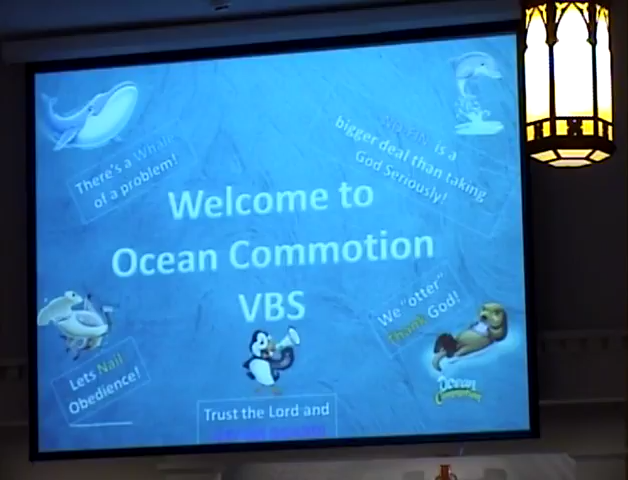 There's a Whale
of a problem!
is a
bigger deal than taking
God Seriously!
Welcome to
Ocean Commotion
VBS
We "otter"
Thank God!
Lets Nail
Obedience!
Ocean
Commotion
Trust the Lord and